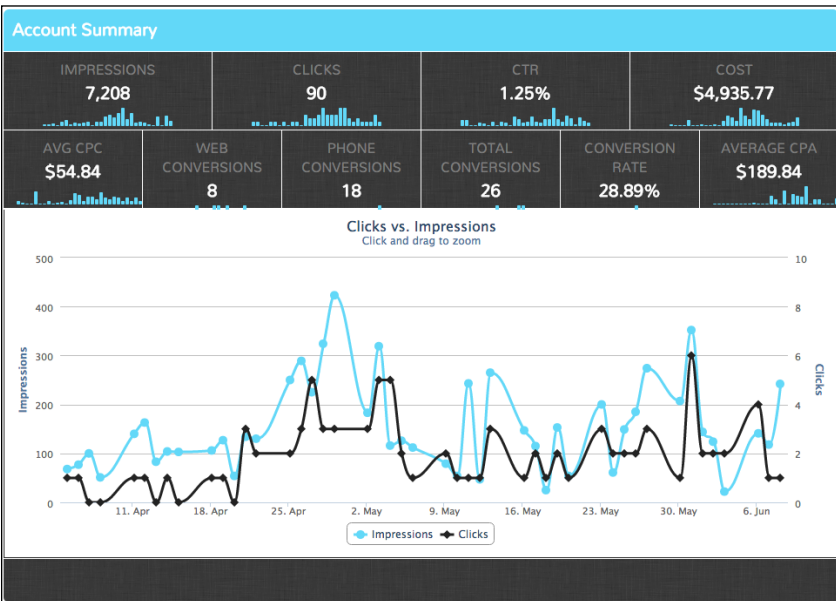 Account Summary
IMPRESSIONS
7,208
CLICKS
90
CTR
1.25%
COST
$4,935.77
AVG CPC
$54.84
WEB
CONVERSIONS
8
PHONE
CONVERSIONS
18
TOTAL
CONVERSIONS
26
CONVERSION
RATE
28.89%
AVERAGE CPA
$189.84
Clicks vs. Impressions
Click and drag to zoom
Impressions
500
400
300
200
100
0
10
8
6
4
2
0
Clicks
11. Apr
18. Apr
25. Apr
2. May
9. May
16. May
23. May
30. May
6. Jun
Impressions
Clicks